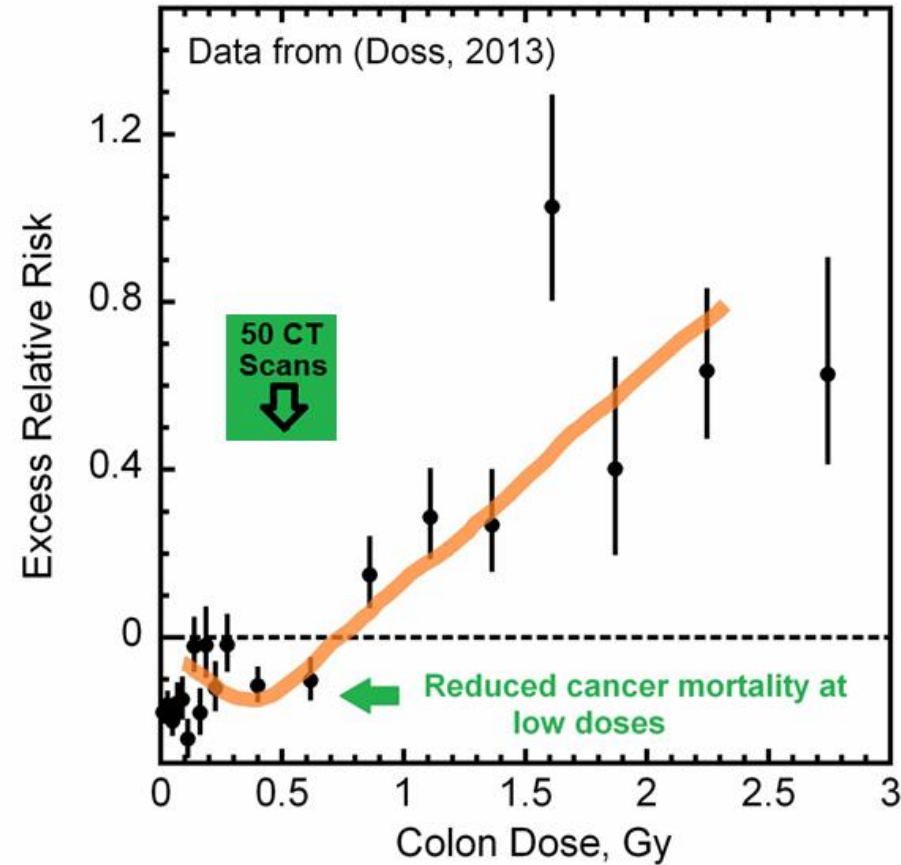 Data from (Doss, 2013)
1.2
0.8
0.4
0
Excess Relative Risk
50 CT
Scans
Reduced cancer mortality at
low doses
0 0.5 1 1.5 2 2.5 3
Colon Dose, Gy